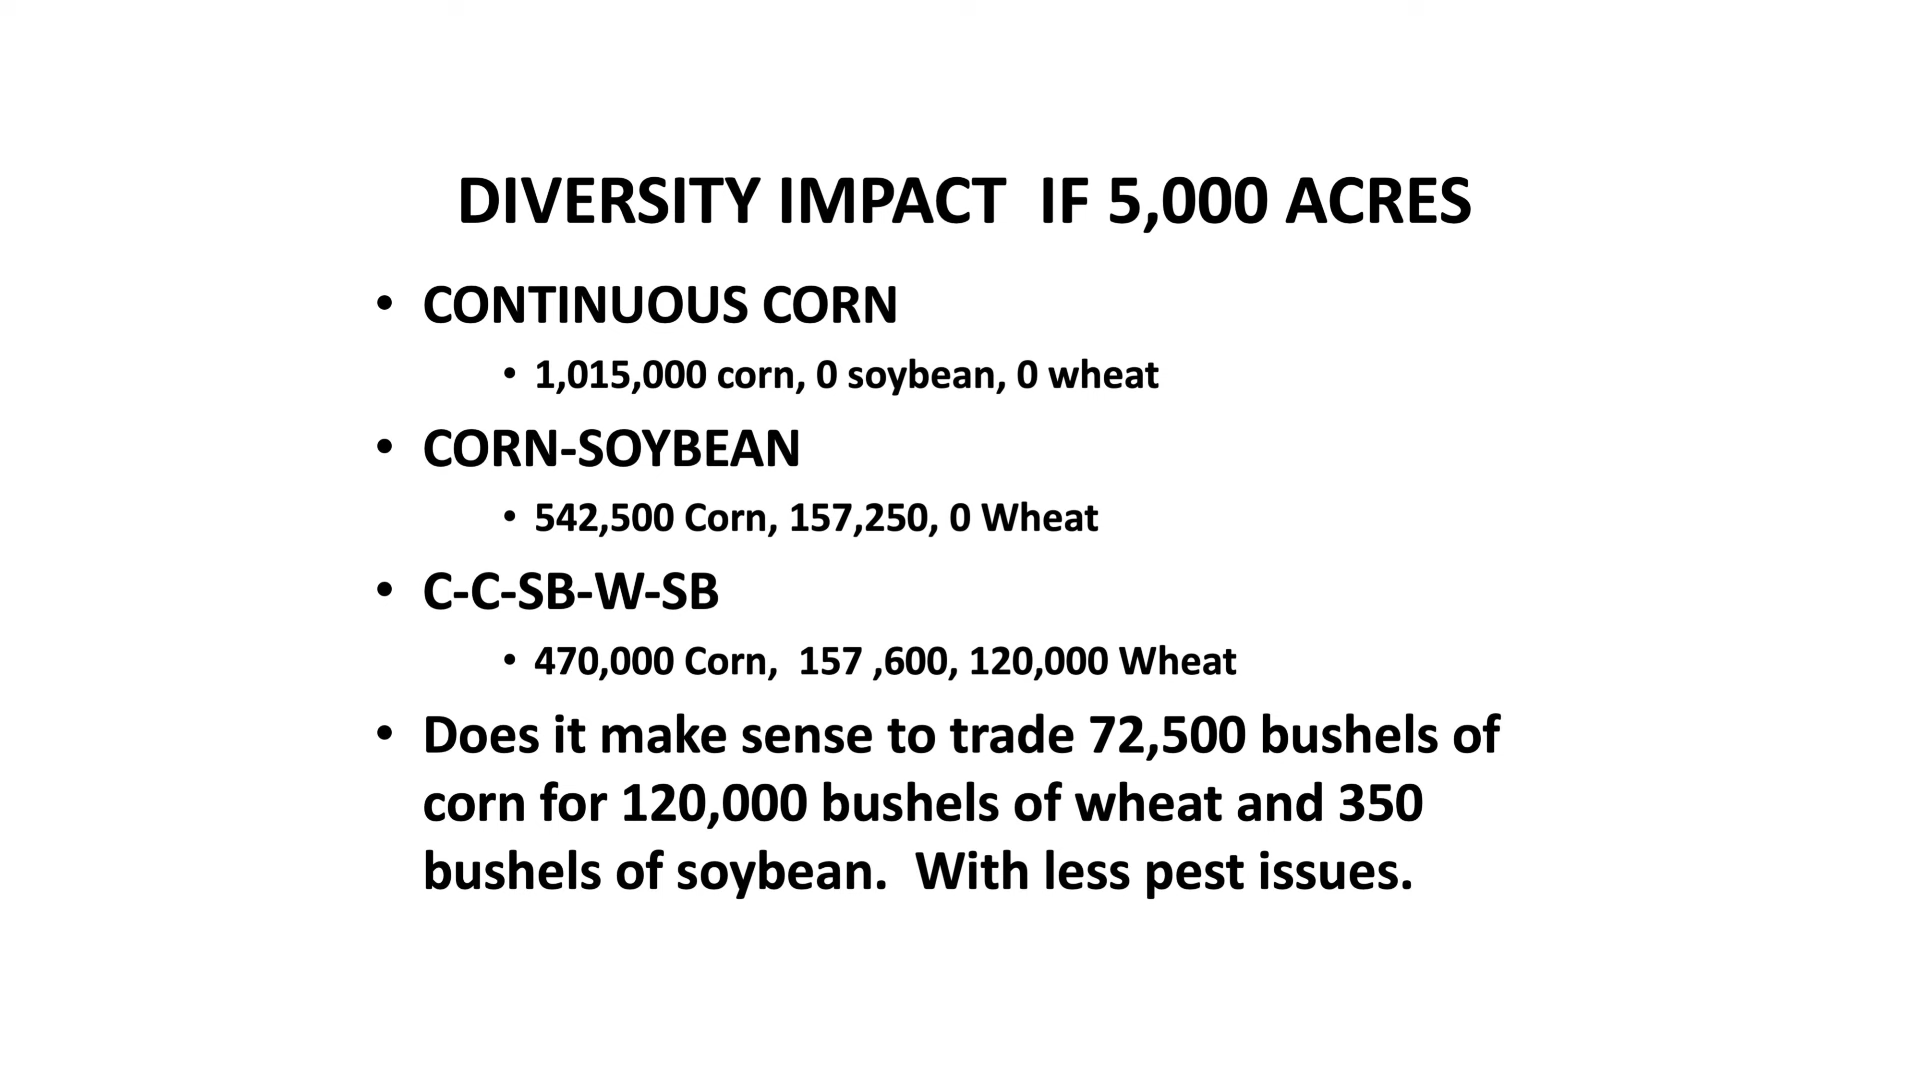 DIVERSITY IMPACT  IF 5,000 ACRES
• CONTINUOUS CORN
• 1,015,000 corn, 0 soybean, 0 wheat
• CORN-SOYBEAN
• 542,500 Corn, 157,250, 0 Wheat
• C-C-SB-W-SB
• 470,000 Corn,  157 ,600, 120,000 Wheat
• Does it make sense to trade 72,500 bushels of
corn for 120,000 bushels of wheat and 350
bushels of soybean.  With less pest issues.